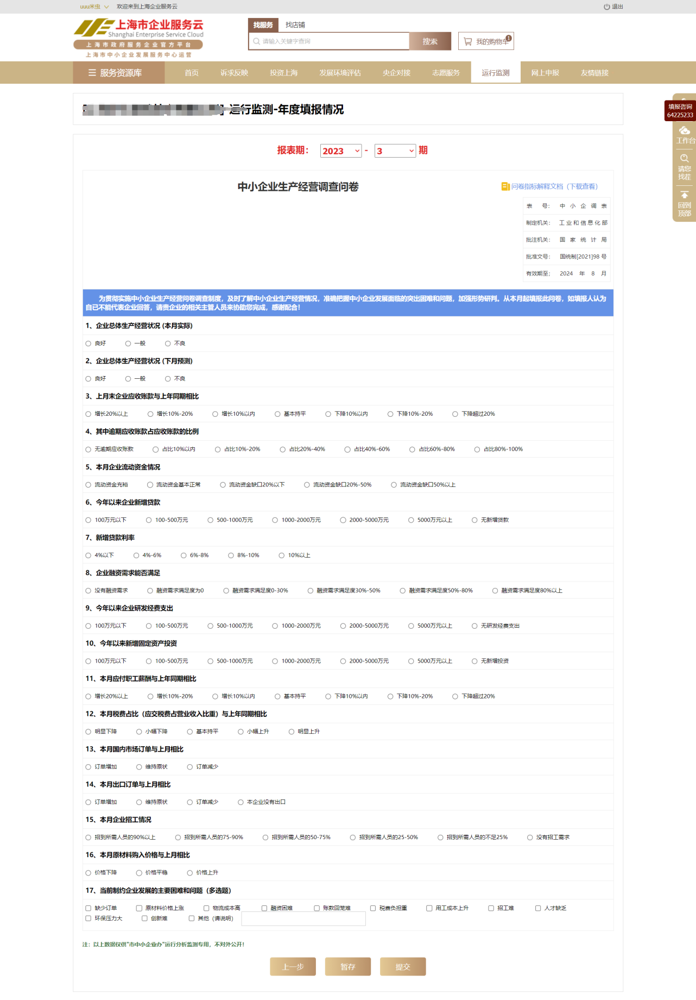 uuu米虫 欢迎来到上海企业服务云 退出
上海市企业服务云
Shanghai Enterprise Service Cloud
上海市政府服务企业官方平台
上海市中小企业发展服务中心运营
找服务 找店铺
请输入关键字查询 搜索 我的购物车 1
服务资源库 首页 诉求反映 投资上海 发展环境评估 央企对接 志愿服务 运行监测 网上申报 友情链接
-运行监测-年度填报情况
填报咨询
64225233
工作台
请您
找茬
回到
顶部
报表期： 2023 - 3 期
中小企业生产经营调查问卷 问卷指标解释文档（下载查看）
表 号： 中 小 企 调 表
制定机关： 工业和信息化部
批注机关： 国 家 统 计 局
批准文号： 国统制[2021]98 号
有效期至； 2024 年 8 月
为贯彻实施中小企业生产经营问卷调查制度，及时了解中小企业生产经营情况，准确把握中小企业发展面临的突出困难和问题，加强形势研判。从本月起填报此问卷，如填报人认为
自已不能代表企业回答，请贵企业的相关主管人员来协助您完成，感谢配合！
1、企业总体生产经营状况 (本月实际)
良好 一般 不良
2、企业总体生产经营状况 (下月预测)
良好 一般 不良
3、上月末企业应收账款与上年同期相比
增长20%以上 增长10%-20% 增长10%以内 基本持平 下降10%以内 下降10%-20% 下降超过20%
4、其中逾期应收账款占应收账款的比例
无逾期应收账款 占比10%以内 占比10%-20% 占比20%-40% 占比40%-60% 占比60%-80% 占比80%-100%
5、本月企业流动资金情况
流动资金充裕 流动资金基本正常 流动资金缺口20%以下 流动资金缺口20%-50% 流动资金缺口50%以上
6、今年以来企业新增贷款
100万元以下 100-500万元 500-1000万元 1000-2000万元 2000-5000万元 5000万元以上 无新增贷款
7、新增贷款利率
4%以下 4%-6% 6%-8% 8%-10% 10%以上
8、企业融资需求能否满足
没有融资需求 融资需求满足度为0 融资需求满足度0-30% 融资需求满足度30%-50% 融资需求满足度50%-80% 融资需求满足度80%以上
9、今年以来企业研发经费支出
100万元以下 100-500万元 500-1000万元 1000-2000万元 2000-5000万元 5000万元以上 无研发经费支出
10、今年以来新增固定资产投资
100万元以下 100-500万元 500-1000万元 1000-2000万元 2000-5000万元 5000万元以上 无新增投资
11、本月应付职工薪酬与上年同期相比
增长20%以上 增长10%-20% 增长10%以内 基本持平 下降10%以内 下降10%-20% 下降超过20%
12、本月税费占比（应交税费占营业收入比重）与上年同期相比
明显下降 小幅下降 基本持平 小幅上升 明显上升
13、本月国内市场订单与上月相比
订单增加 维持原状 订单减少
14、本月出口订单与上月相比
订单增加 维持原状 订单减少 本企业没有出口
15、本月企业招工情况
招到所需人员的90%以上 招到所需人员的75-90% 招到所需人员的50-75% 招到所需人员的25-50% 招到所需人员的不足25% 没有招工需求
16、本月原材料购入价格与上月相比
价格下降 价格平稳 价格上升
17、当前制约企业发展的主要困难和问题（多选题）
缺少订单 原材料价格上涨 物流成本高 融资困难 账款回笼难 税费负担重 用工成本上升 招工难 人才缺乏
环保压力大 创新难 其他（请说明）
注：以上数据仅供"市中小企业办"运行分析监测专用，不对外公开！
上一步 暂存 提交